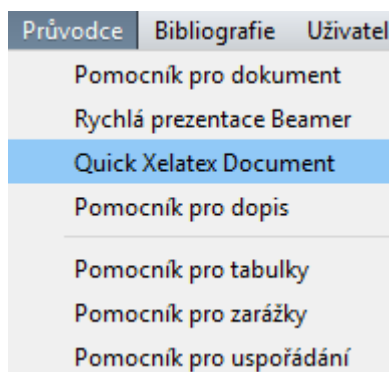 Průvodce Bibliografie Uživatel
Pomocník pro dokument
Rychlá prezentace Beamer
Quick Xelatex Document
Pomocník pro dopis
Pomocník pro tabulky
Pomocník pro zarážky
Pomocník pro uspořádání